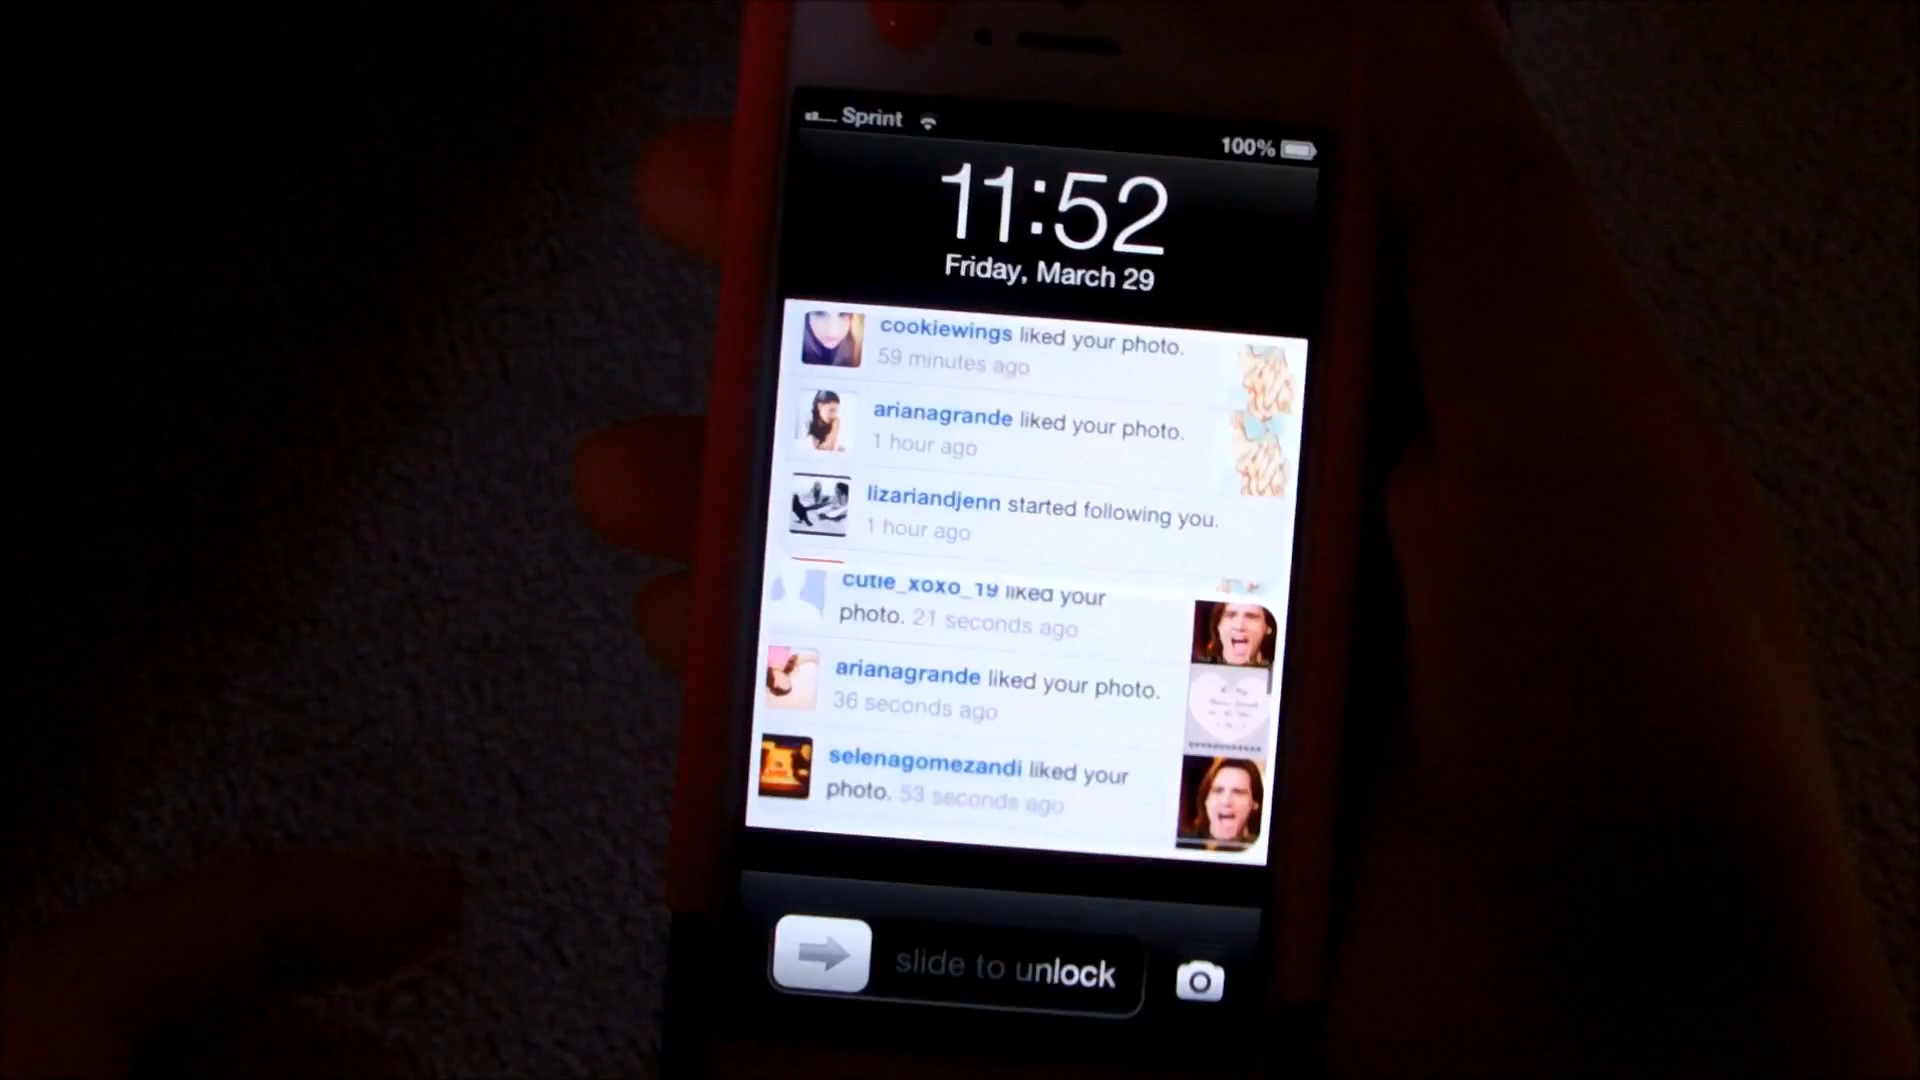 Sprint
100%
11:52
Friday, March 29
cookiewings liked your photo.
59 minutes ago
arianagrande liked your photo.
1 hour ago
lizariandjenn started following you.
1 hour ago
cutie_xoxo_19 liked your
photo. 21 seconds ago
arianagrande liked your photo.
36 seconds ago
selenagomezandi liked your
photo. 53 seconds ago
slide to unlock